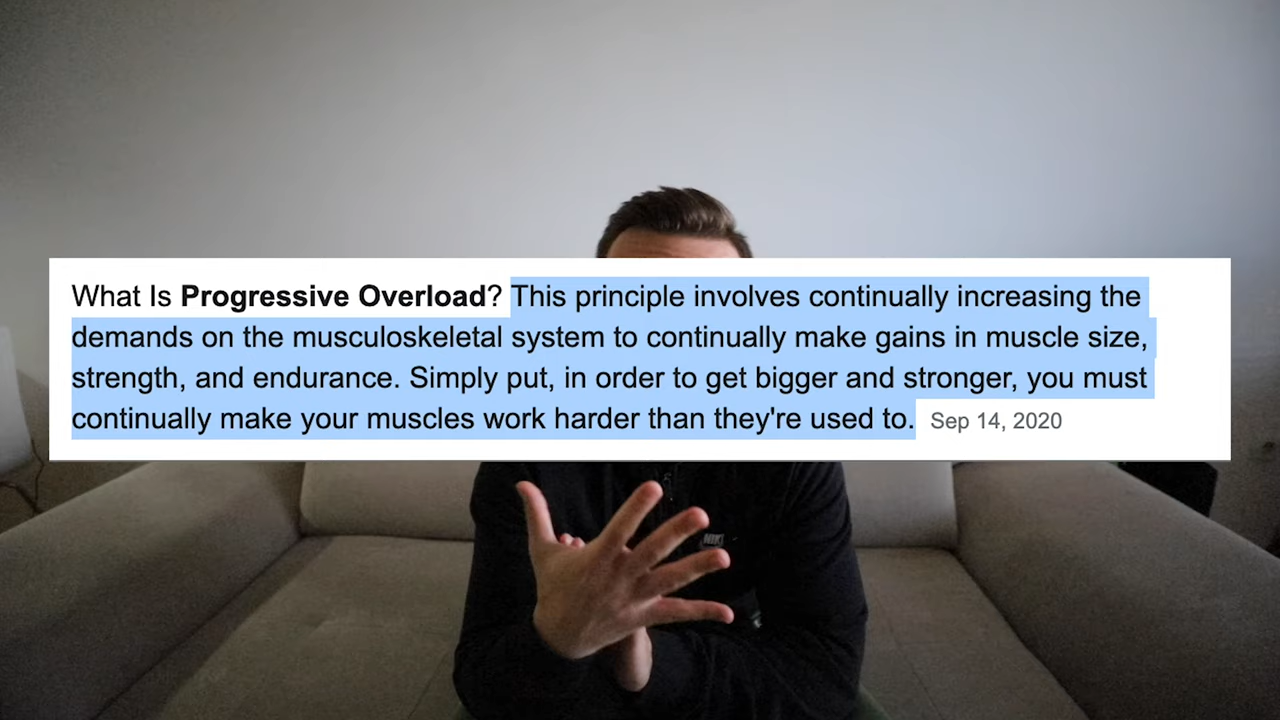 What Is Progressive Overload? This principle involves continually increasing the
demands on the musculoskeletal system to continually make gains in muscle size,
strength, and endurance. Simply put, in order to get bigger and stronger, you must
continually make your muscles work harder than they're used to. Sep 14, 2020